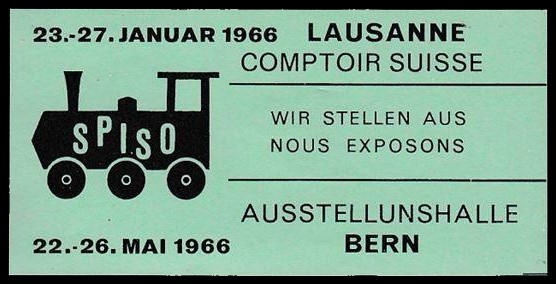 23.-27. JANUAR 1966 LAUSANNE
COMPTOIR SUISSE
SPISO
WIR STELLEN AUS
NOUS EXPOSONS
AUSSTELLUNSHALLE
22.-26. MAI 1966 BERN